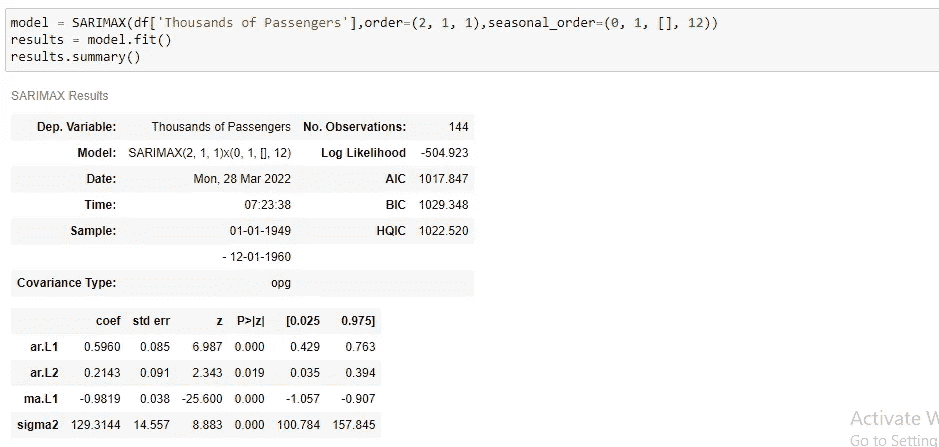 model = SARIMAX(df['Thousands of Passengers'],order=(2, 1, 1),seasonal_order=(0, 1, [], 12))
results = model.fit()
results.summary()
SARIMAX Results
Dep. Variable: Thousands of Passengers No. Observations: 144
Model: SARIMAX(2, 1, 1)x(0, 1, [], 12) Log Likelihood -504.923
Date: Mon, 28 Mar 2022 AIC 1017.847
Time: 07:23:38 BIC 1029.348
Sample: 01-01-1949 HQIC 1022.520
- 12-01-1960
Covariance Type: opg
coef std err z P>|z| [0.025 0.975]
ar.L1 0.5960 0.085 6.987 0.000 0.429 0.763
ar.L2 0.2143 0.091 2.343 0.019 0.035 0.394
ma.L1 -0.9819 0.038 -25.600 0.000 -1.057 -0.907
sigma2 129.3144 14.557 8.883 0.000 100.784 157.845
Activate W
Go to Setting